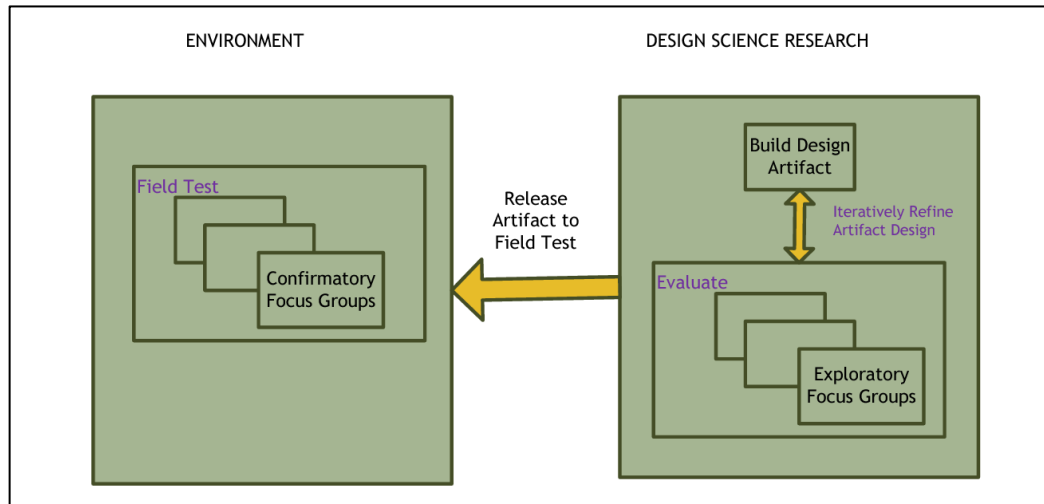 ENVIRONMENT
DESIGN SCIENCE RESEARCH
Field Test
Confirmatory
Focus Groups
Release
Artifact to
Field Test
Build Design
Artifact
Iteratively Refine
Artifact Design
Evaluate
Exploratory
Focus Groups